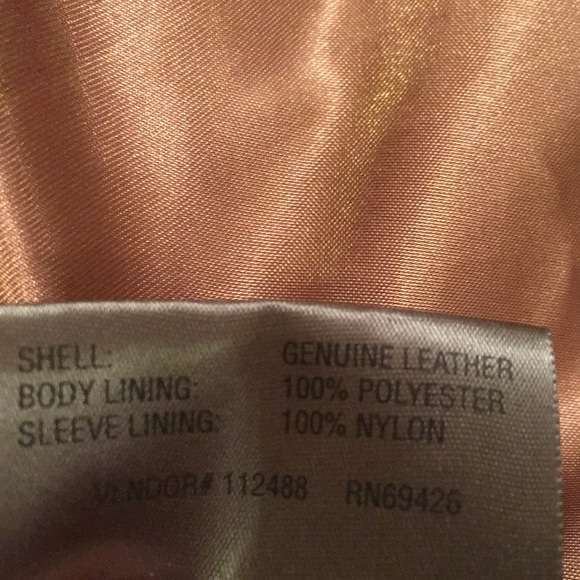 SHELL: GENUINE LEATHER
BODY LINING: 100% POLYESTER
SLEEVE LINING: 100% NYLON
VENDOR# 112488 RN69426